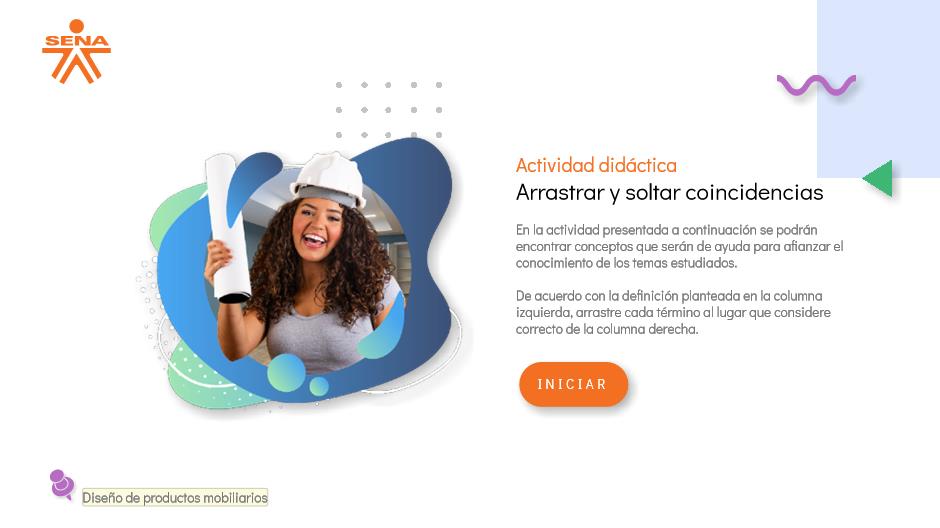 SENA
Actividad didáctica
Arrastrar y soltar coincidencias
En la actividad presentada a continuación se podrán
encontrar conceptos que serán de ayuda para afianzar el
conocimiento de los temas estudiados.
De acuerdo con la definición planteada en la columna
izquierda, arrastre cada término al lugar que considere
correcto de la columna derecha.
INICIAR
Diseño de productos mobiliarios